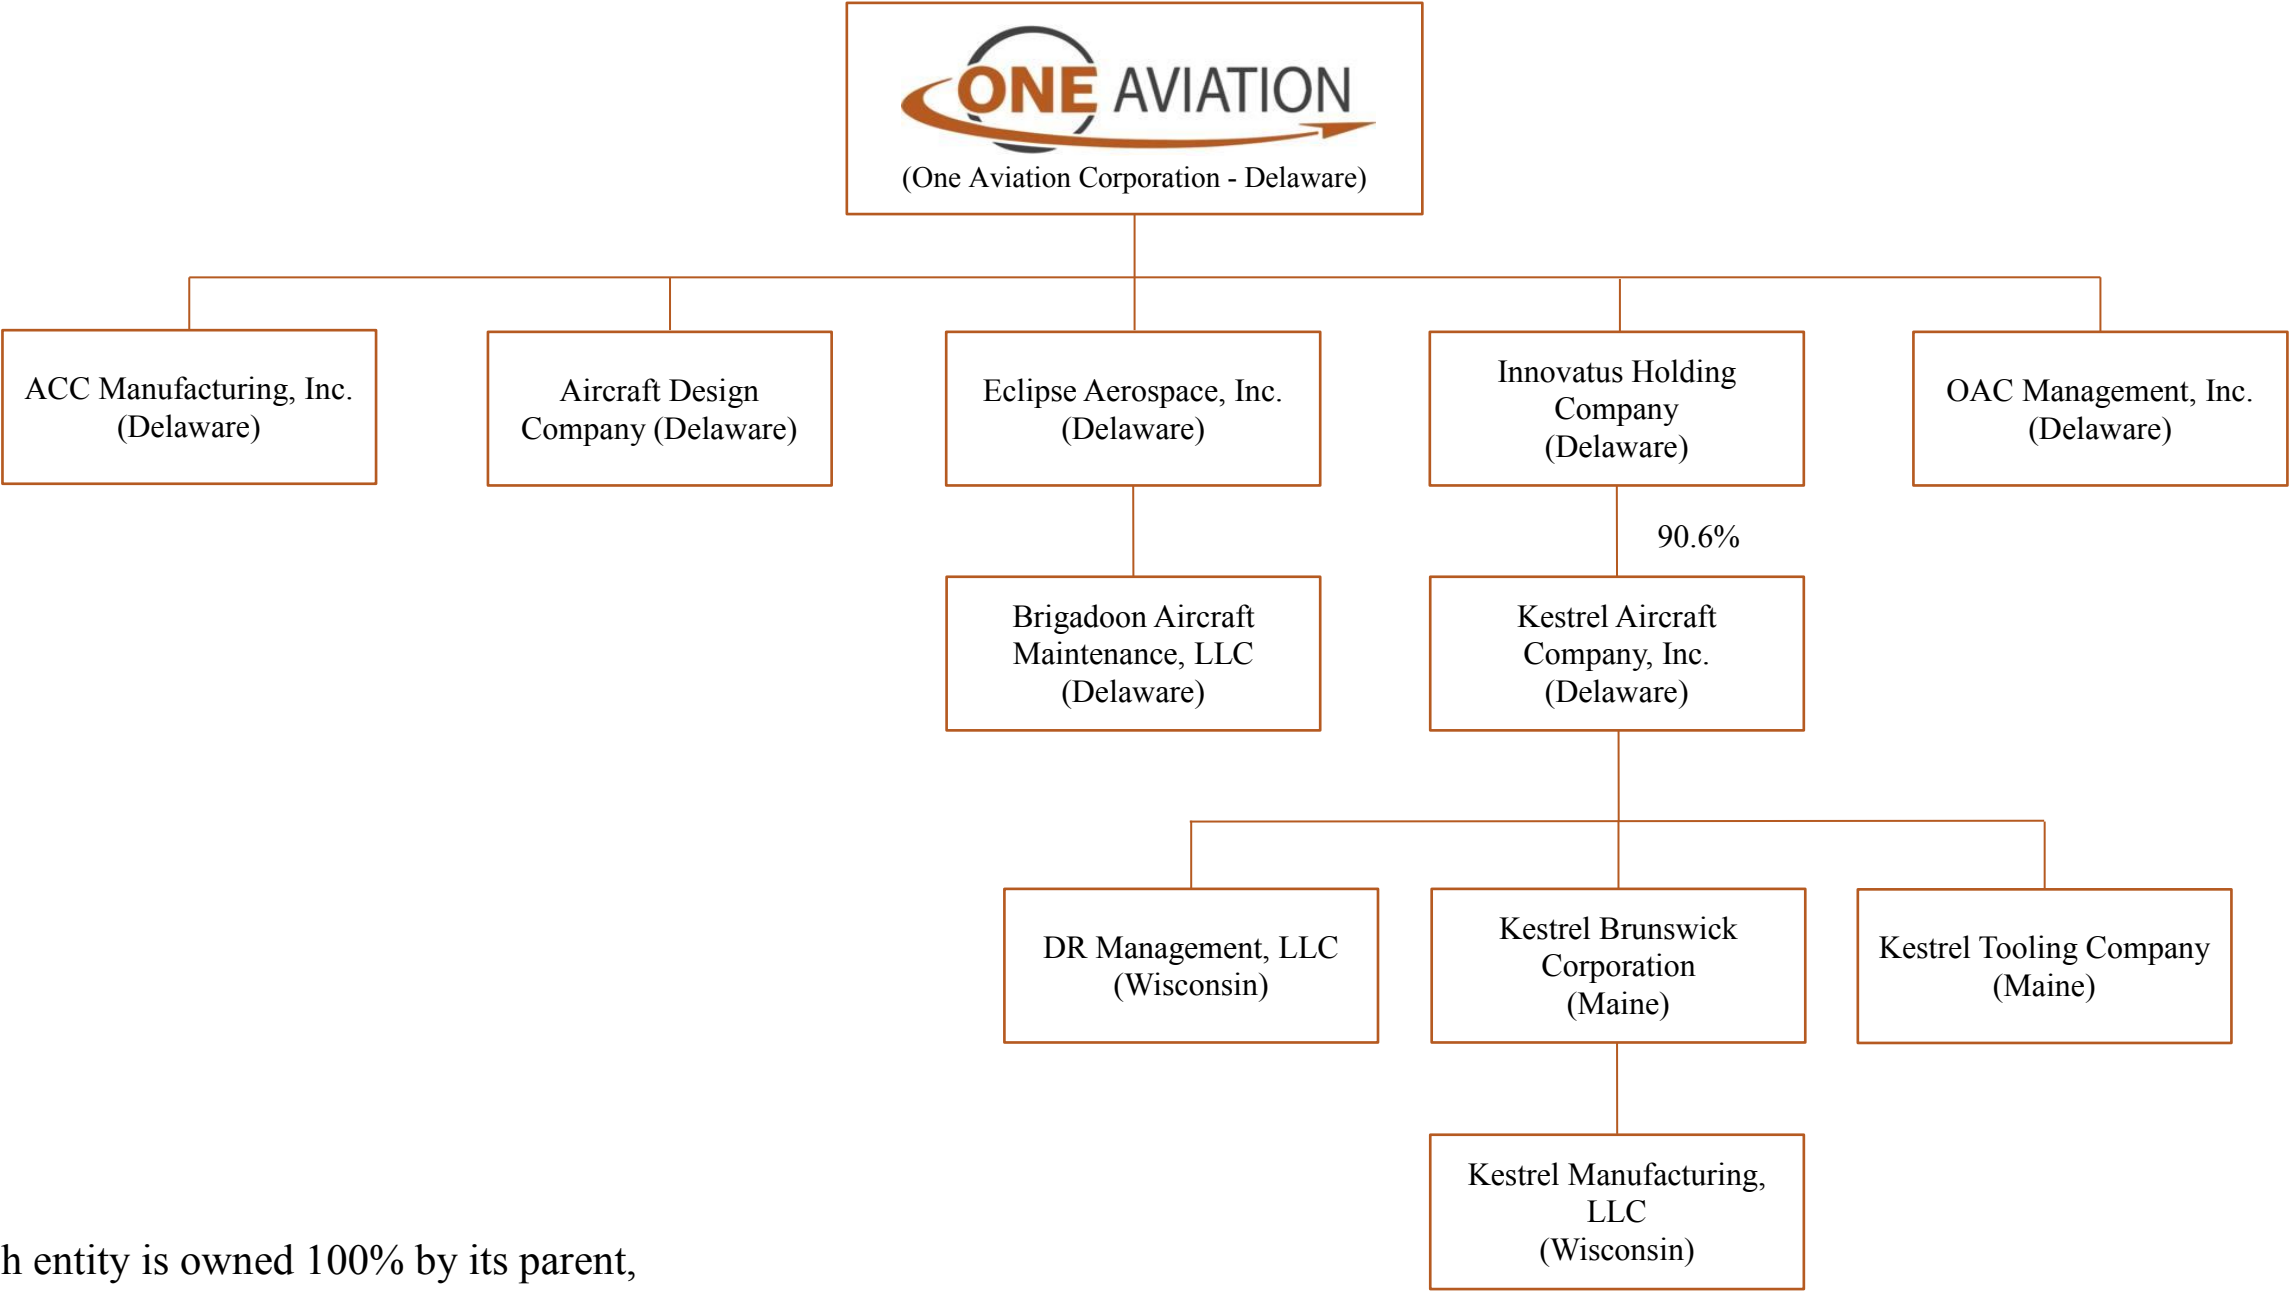 ONE AVIATION
(One Aviation Corporation - Delaware)
ACC Manufacturing, Inc.
(Delaware)
Aircraft Design
Company (Delaware)
Eclipse Aerospace, Inc.
(Delaware)
Innovatus Holding
Company
(Delaware)
OAC Management, Inc.
(Delaware)
90.6%
Brigadoon Aircraft
Maintenance, LLC
(Delaware)
Kestrel Aircraft
Company, Inc.
(Delaware)
DR Management, LLC
(Wisconsin)
Kestrel Brunswick
Corporation
(Maine)
Kestrel Tooling Company
(Maine)
Kestrel Manufacturing,
LLC
(Wisconsin)
h entity is owned 100% by its parent,